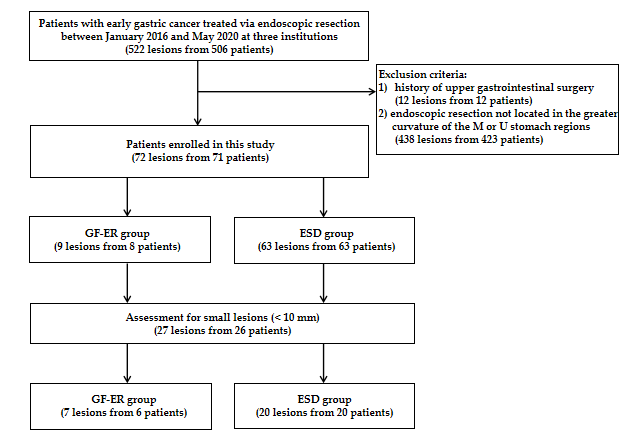 Patients with early gastric cancer treated via endoscopic resection
between January 2016 and May 2020 at three institutions
(522 lesions from 506 patients)
Exclusion criteria:
1) history of upper gastrointestinal surgery
(12 lesions from 12 patients)
2) endoscopic resection not located in the greater
curvature of the M or U stomach regions
(438 lesions from 423 patients)
Patients enrolled in this study
(72 lesions from 71 patients)
GF-ER group
(9 lesions from 8 patients)
ESD group
(63 lesions from 63 patients)
Assessment for small lesions (< 10 mm)
(27 lesions from 26 patients)
GF-ER group
(7 lesions from 6 patients)
ESD group
(20 lesions from 20 patients)